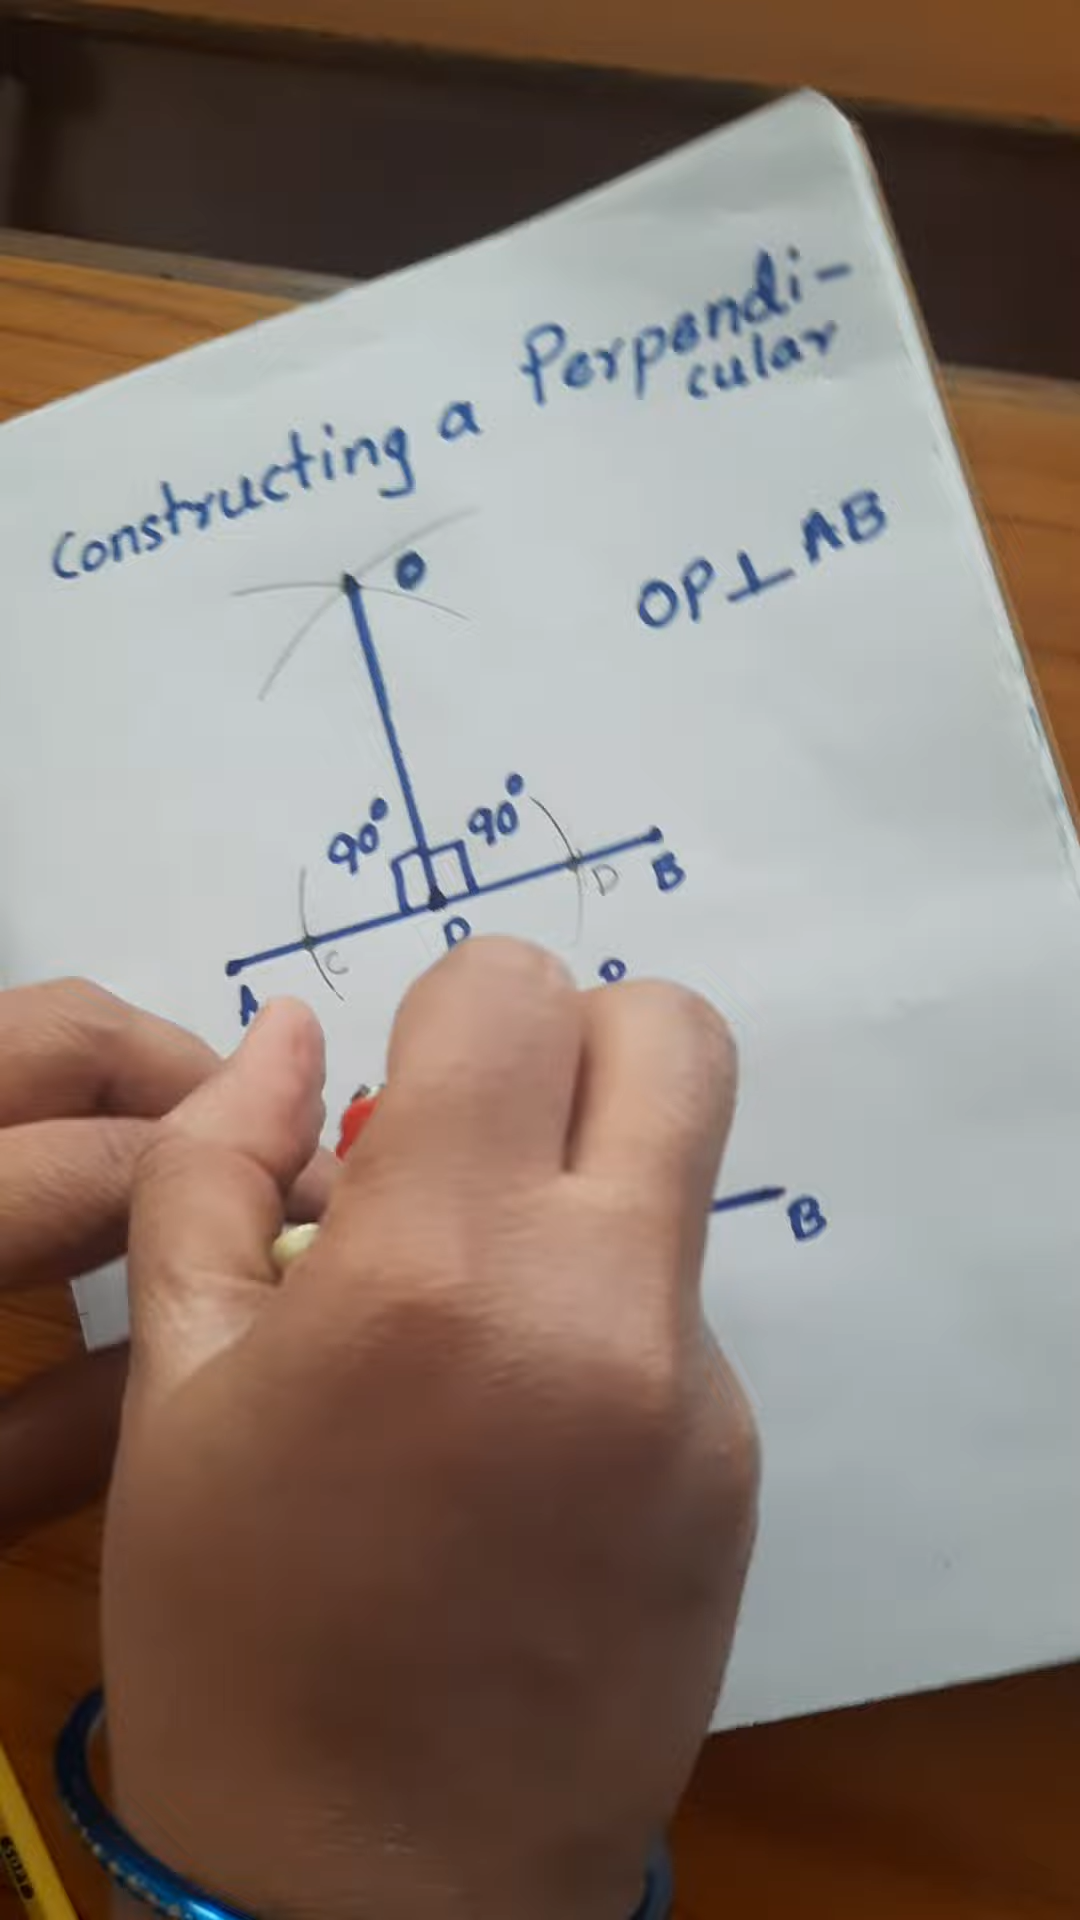 Constructing a Perpendi-
cular
O
OP⊥AB
90° 90°
A C P D B
P
B